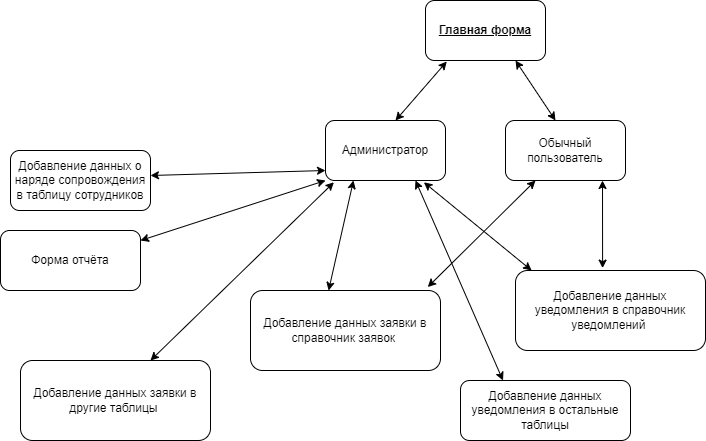 Главная форма
Администратор
Обычный
пользователь
Добавление данных о
наряде сопровождения
в таблицу сотрудников
Форма отчёта
Добавление данных заявки в
справочник заявок
Добавление данных
уведомления в справочник
уведомлений
Добавление данных заявки в
другие таблицы
Добавление данных
уведомления в остальные
таблицы